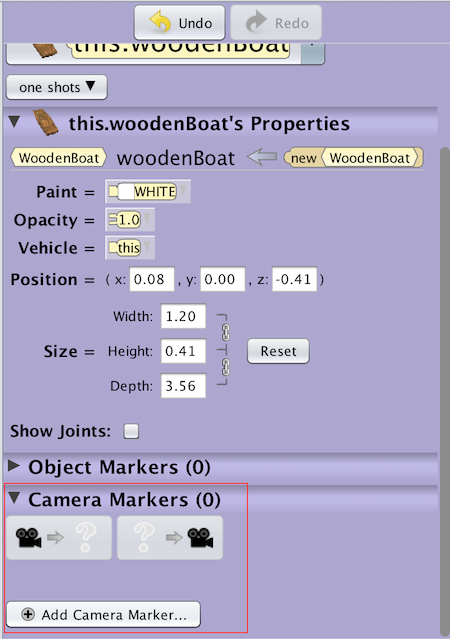 Undo
Redo
this.woodenBoat
one shots
this.woodenBoat's Properties
WoodenBoat woodenBoat new WoodenBoat
Paint = WHITE
Opacity = 1.0
Vehicle = this
Position = ( x: 0.08 , y: 0.00 , z: -0.41 )
Width: 1.20
Size = Height: 0.41 Reset
Depth: 3.56
Show Joints:
Object Markers (0)
Camera Markers (0)
? ?
Add Camera Marker...